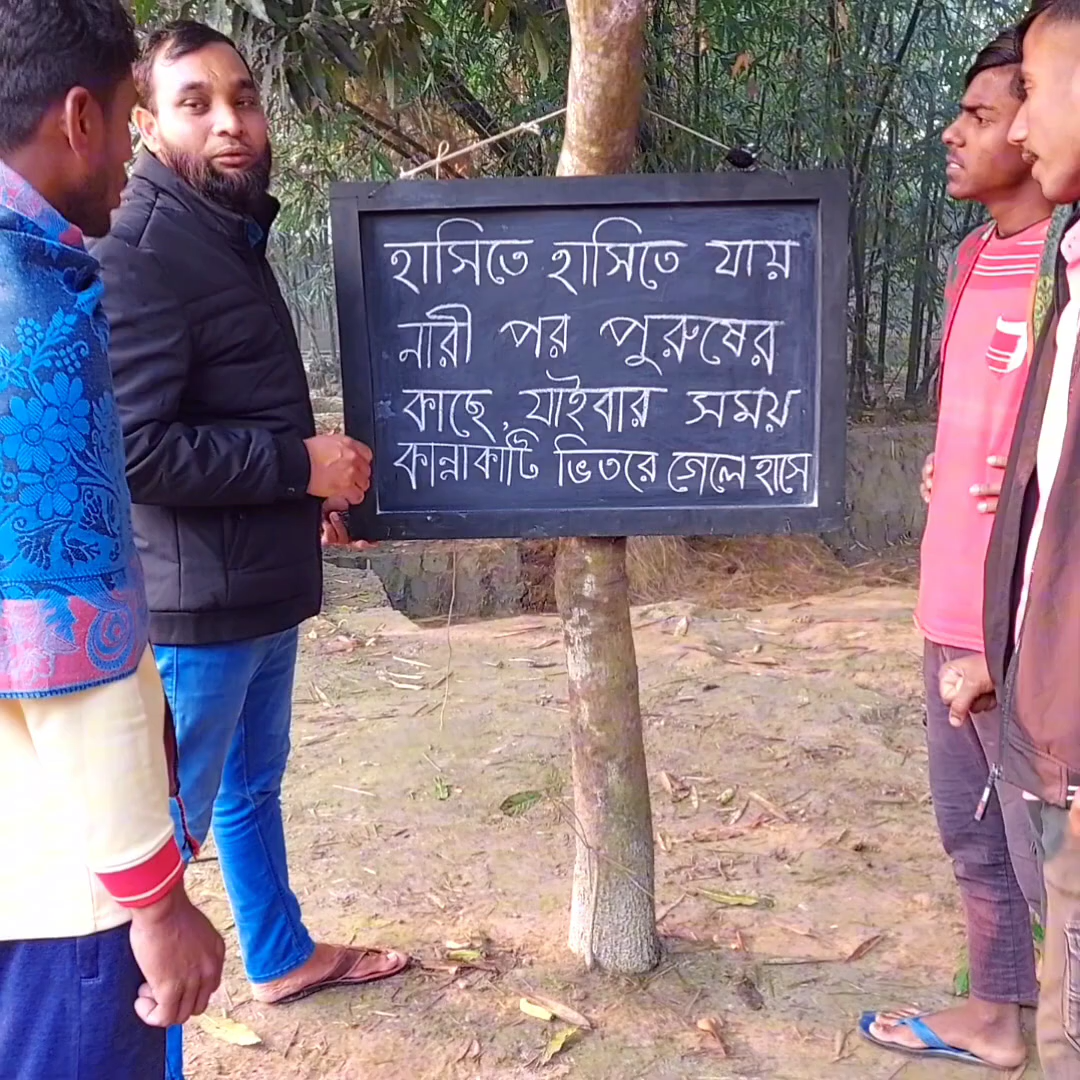 হাসিতে হাসিতে যায়
নারী পর পুরুষের
কাছে, যাইবার সময়
কান্নাকাটি ভিতরে গেলে হাসে